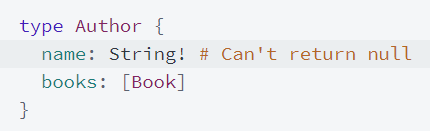 type Author {
  name: String! # Can't return null
  books: [Book]
}